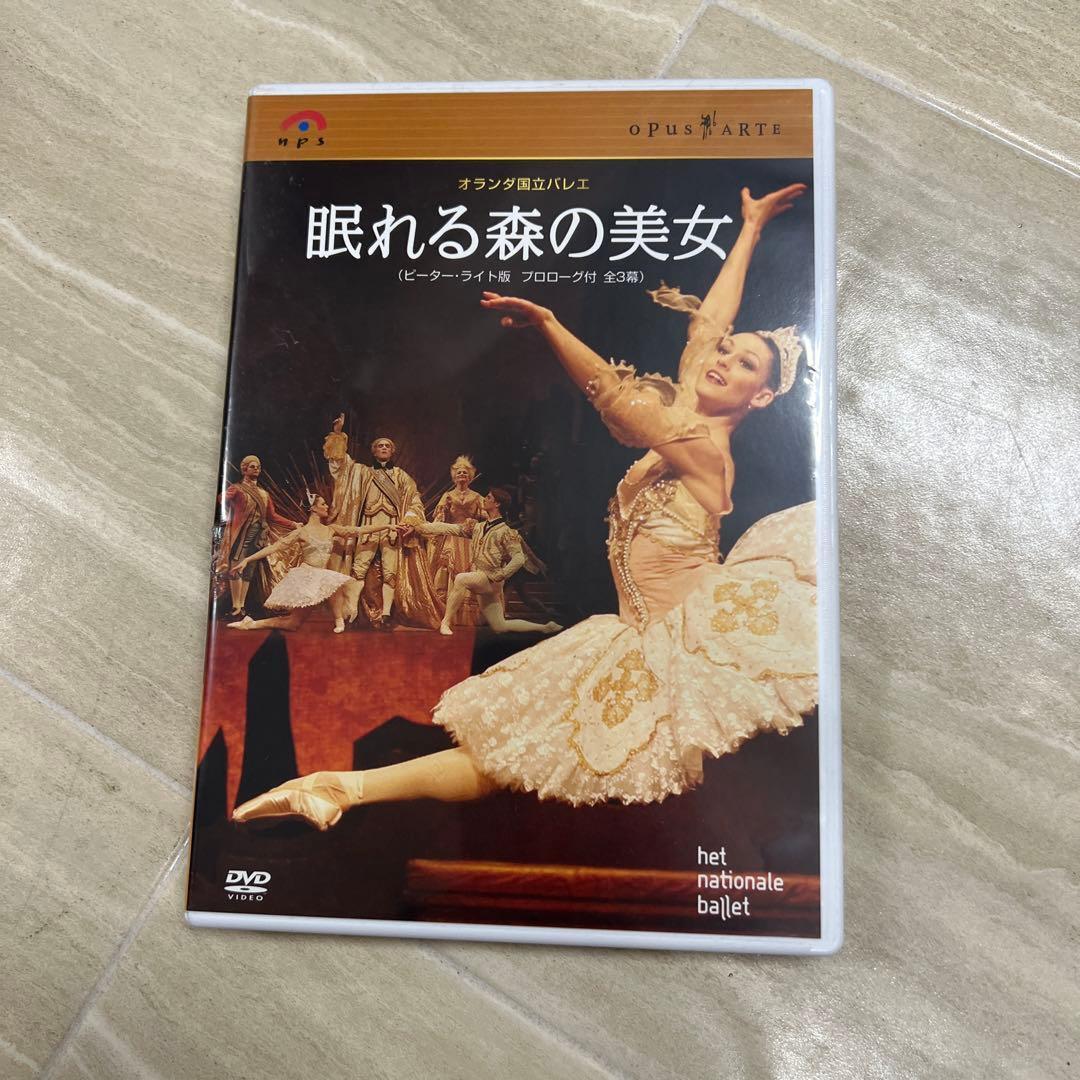 nps
OPUS ARTE
オランダ国立バレエ
眠れる森の美女
（ピーター・ライト版 プロローグ付 全3幕）
DVD
VIDEO
het
nationale
ballet